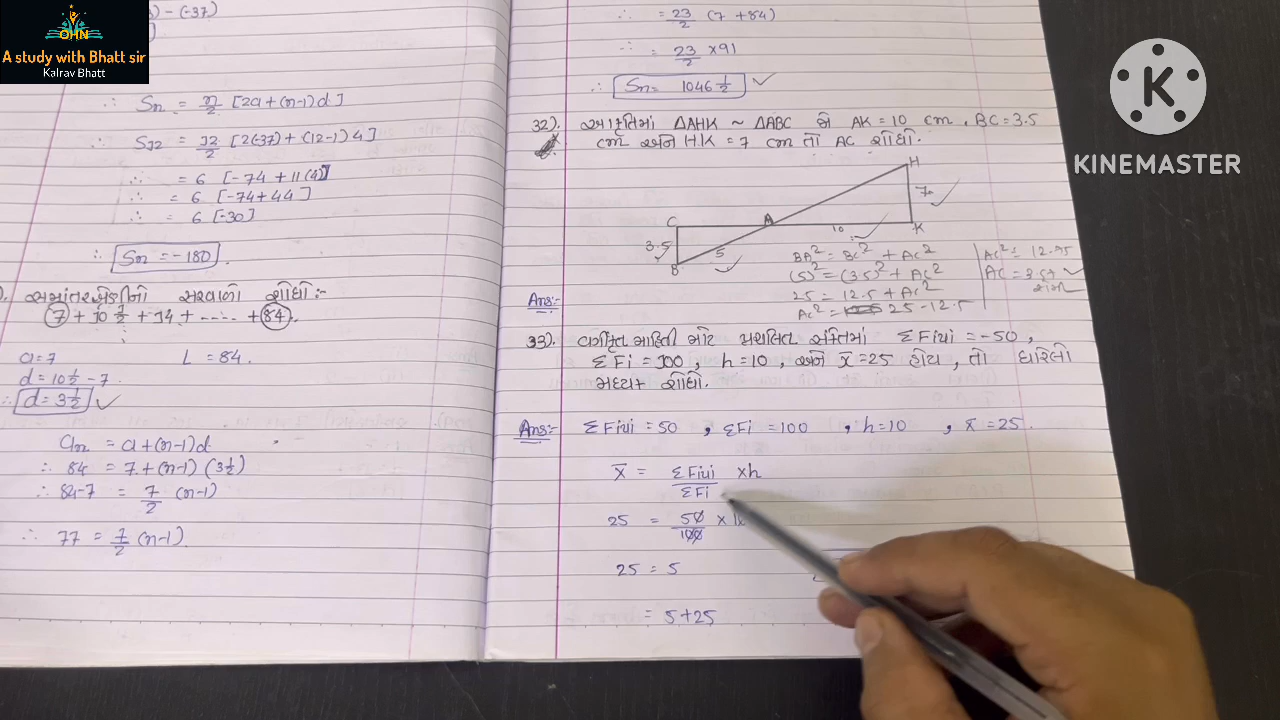 OHN
A study with Bhatt sir
Kalrav Bhatt
K
KINEMASTER
) - (-37)
∴ Sn = n/2 [2a+(n-1)d]
∴ S12 = 12/2 [2(-37)+(12-1)4]
∴ = 6 [-74 + 11(4)]
∴ = 6 [-74+44]
∴ = 6 [-30]
∴ Sn = -180
સમાંતર શ્રેણીનો સરવાળો શોધો:-
7 + 10 1/2 + 14 + ...... + 84.
a=7 L = 84.
d = 10 1/2 - 7
∴ d = 3 1/2
an = a+(n-1)d
∴ 84 = 7+(n-1) (3 1/2)
∴ 84-7 = 7/2 (n-1)
∴ 77 = 7/2 (n-1)
∴ = 23/2 (7 +84)
∴ = 23/2 ×91
∴ Sn = 1046 1/2
32). આકૃતિમાં ΔAHK ~ ΔABC જો AK = 10 cm, BC = 3.5
cm અને HK = 7 cm તો AC શોધો.
H
7
C A K
10
3.5
5
B
BA² = BC² + AC²
(5)² = (3.5)² + AC²
25 = 12.5 + AC²
AC² = 25 - 12.5
AC² = 12.75
Ans:-
33). વર્ગીકૃત માહિતી માટે પ્રચલિત સંકેતમાં ΣFiui = -50,
ΣFi = 100, h = 10, અને x̄ = 25 હોય, તો ધારેલો
મધ્યક શોધો.
Ans:- ΣFiui = 50, ΣFi = 100, h=10, x̄ = 25.
x̄ = ΣFiui/ΣFi ×h
25 = 50/100 × 10
25 = 5
= 5+25